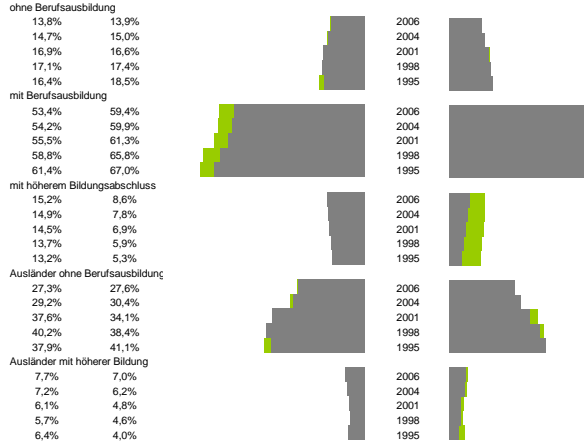 ohne Berufsausbildung
13,8% 13,9% 2006
14,7% 15,0% 2004
16,9% 16,6% 2001
17,1% 17,4% 1998
16,4% 18,5% 1995
mit Berufsausbildung
53,4% 59,4% 2006
54,2% 59,9% 2004
55,5% 61,3% 2001
58,8% 65,8% 1998
61,4% 67,0% 1995
mit höherem Bildungsabschluss
15,2% 8,6% 2006
14,9% 7,8% 2004
14,5% 6,9% 2001
13,7% 5,9% 1998
13,2% 5,3% 1995
Ausländer ohne Berufsausbildung
27,3% 27,6% 2006
29,2% 30,4% 2004
37,6% 34,1% 2001
40,2% 38,4% 1998
37,9% 41,1% 1995
Ausländer mit höherer Bildung
7,7% 7,0% 2006
7,2% 6,2% 2004
6,1% 4,8% 2001
5,7% 4,6% 1998
6,4% 4,0% 1995